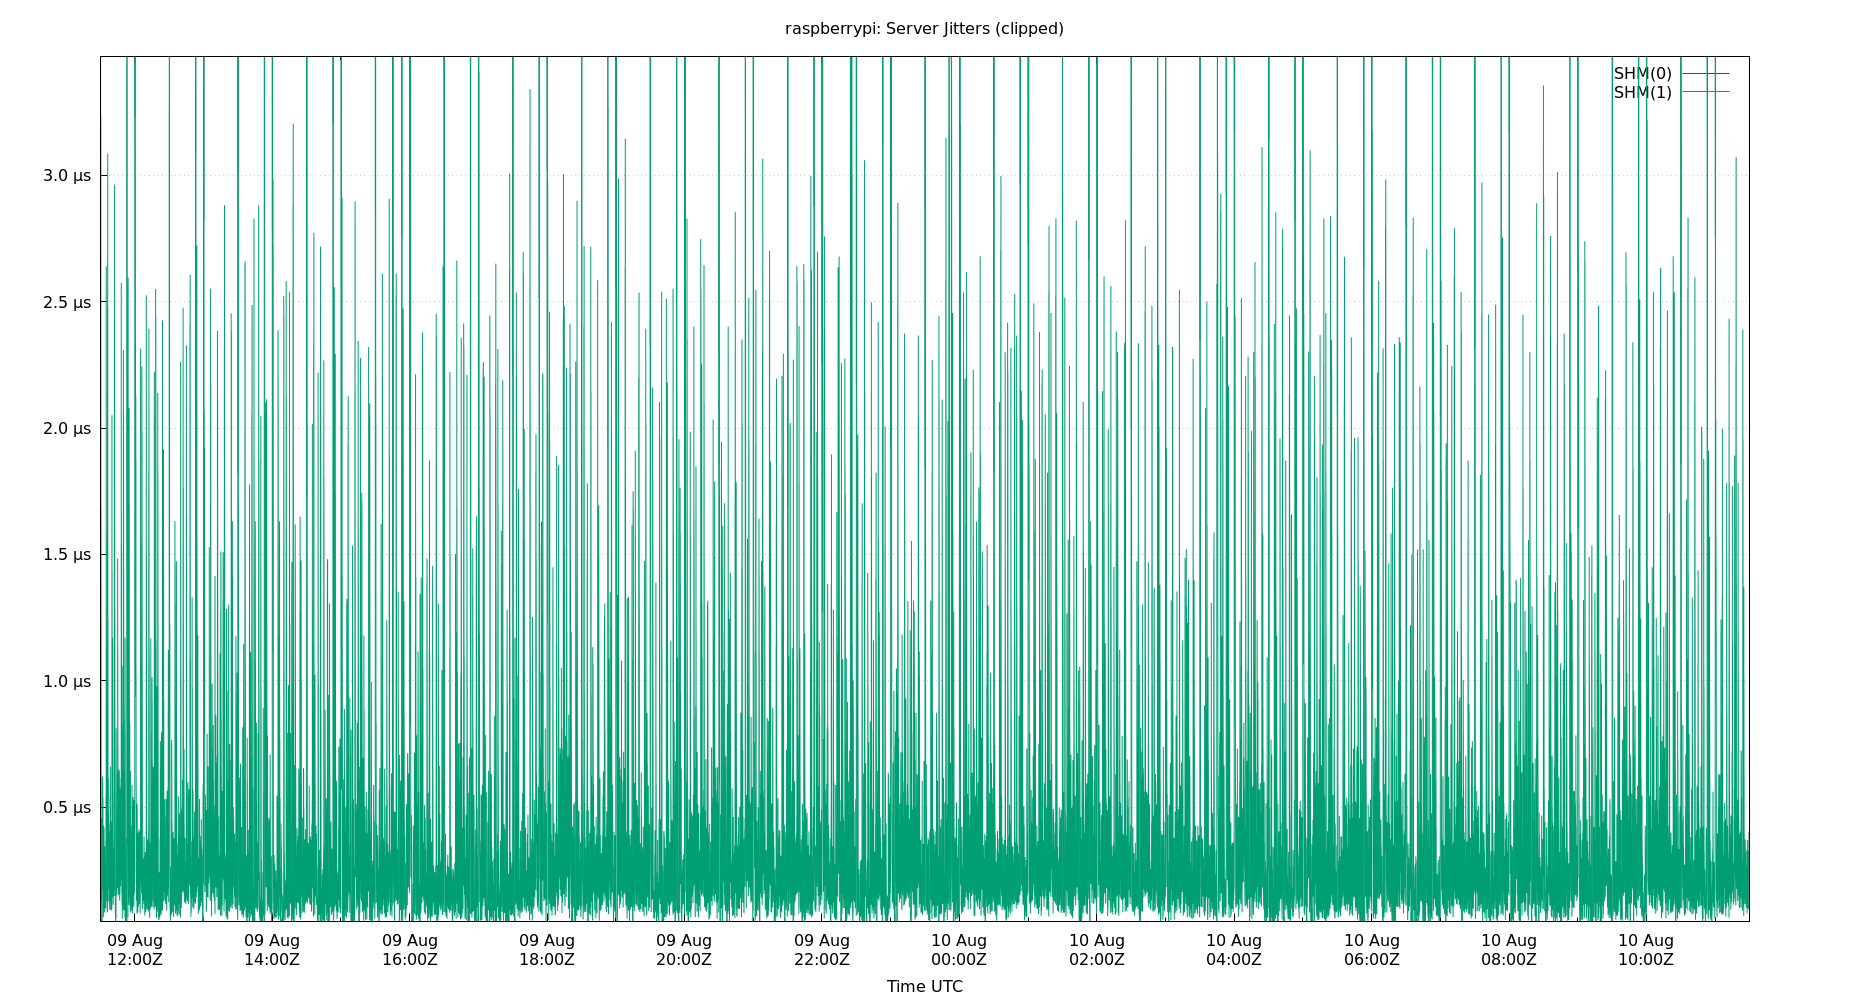 raspberrypi: Server Jitters (clipped)
SHM(0)
SHM(1)
3.0 µs
2.5 µs
2.0 µs
1.5 µs
1.0 µs
0.5 µs
09 Aug 09 Aug 09 Aug 09 Aug 09 Aug 09 Aug 10 Aug 10 Aug 10 Aug 10 Aug 10 Aug 10 Aug
12:00Z 14:00Z 16:00Z 18:00Z 20:00Z 22:00Z 00:00Z 02:00Z 04:00Z 06:00Z 08:00Z 10:00Z
Time UTC